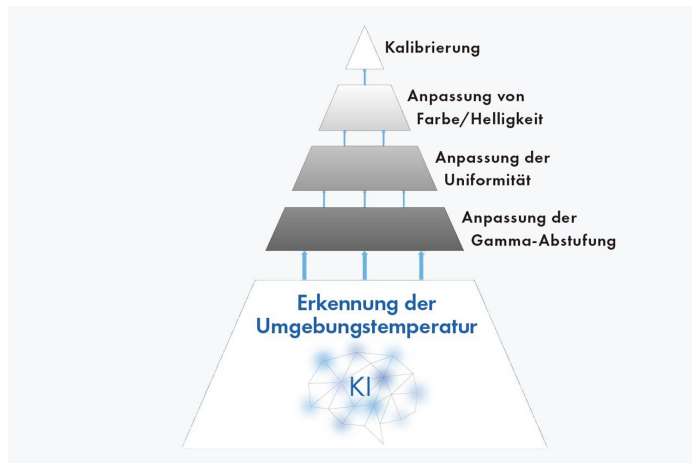 Kalibrierung
Anpassung von
Farbe/Helligkeit
Anpassung der
Uniformität
Anpassung der
Gamma-Abstufung
Erkennung der
Umgebungstemperatur
KI